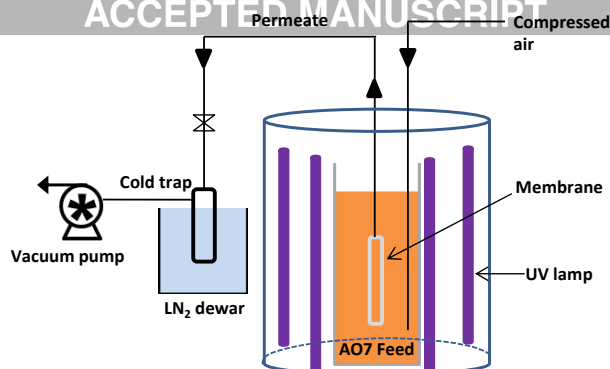 ACCEPTED MANUSCRIPT
Permeate
Compressed
air
Cold trap
Membrane
Vacuum pump
UV lamp
LN₂ dewar
AO7 Feed